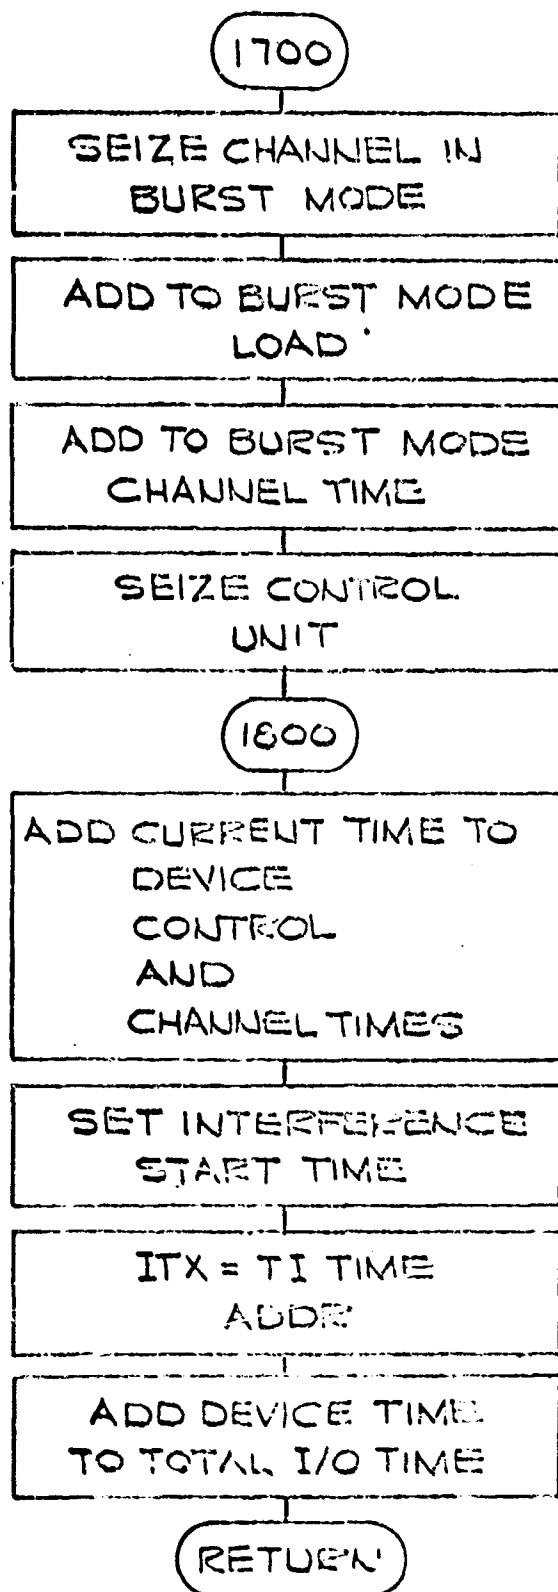 1700
SEIZE CHANNEL IN
BURST MODE
ADD TO BURST MODE
LOAD
ADD TO BURST MODE
CHANNEL TIME
SEIZE CONTROL
UNIT
1800
ADD CURRENT TIME TO
DEVICE
CONTROL
AND
CHANNEL TIMES
SET INTERFERENCE
START TIME
ITX = TI TIME
ADDR
ADD DEVICE TIME
TO TOTAL I/O TIME
RETURN